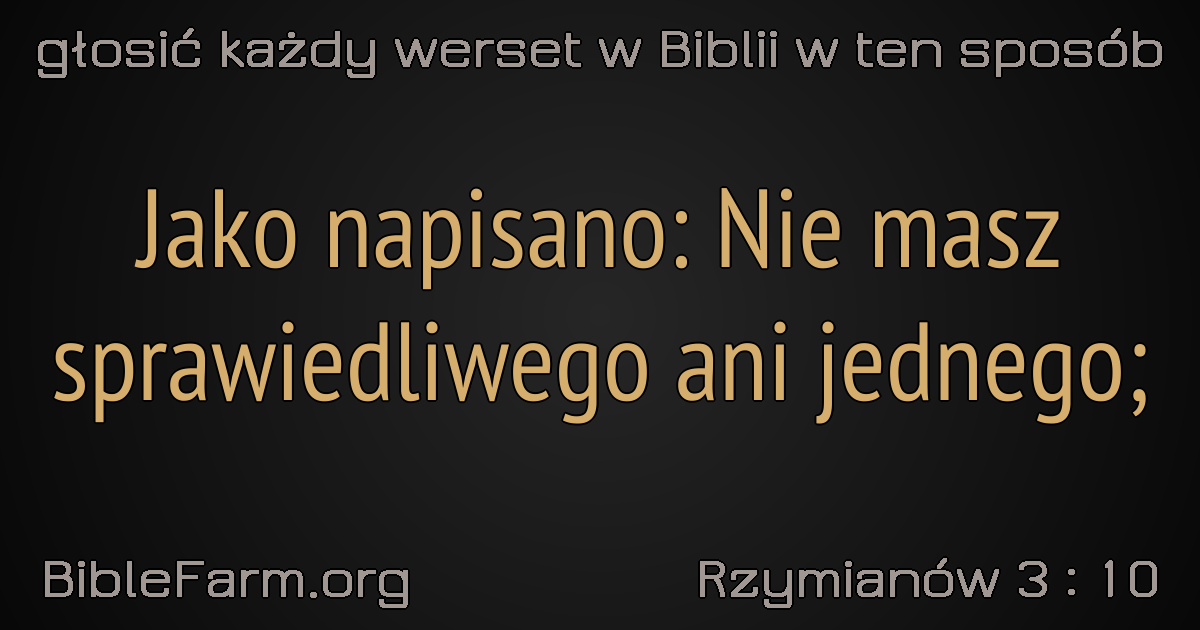 głosić każdy werset w Biblii w ten sposób
Jako napisano: Nie masz
sprawiedliwego ani jednego;
BibleFarm.org
Rzymianów 3 : 10